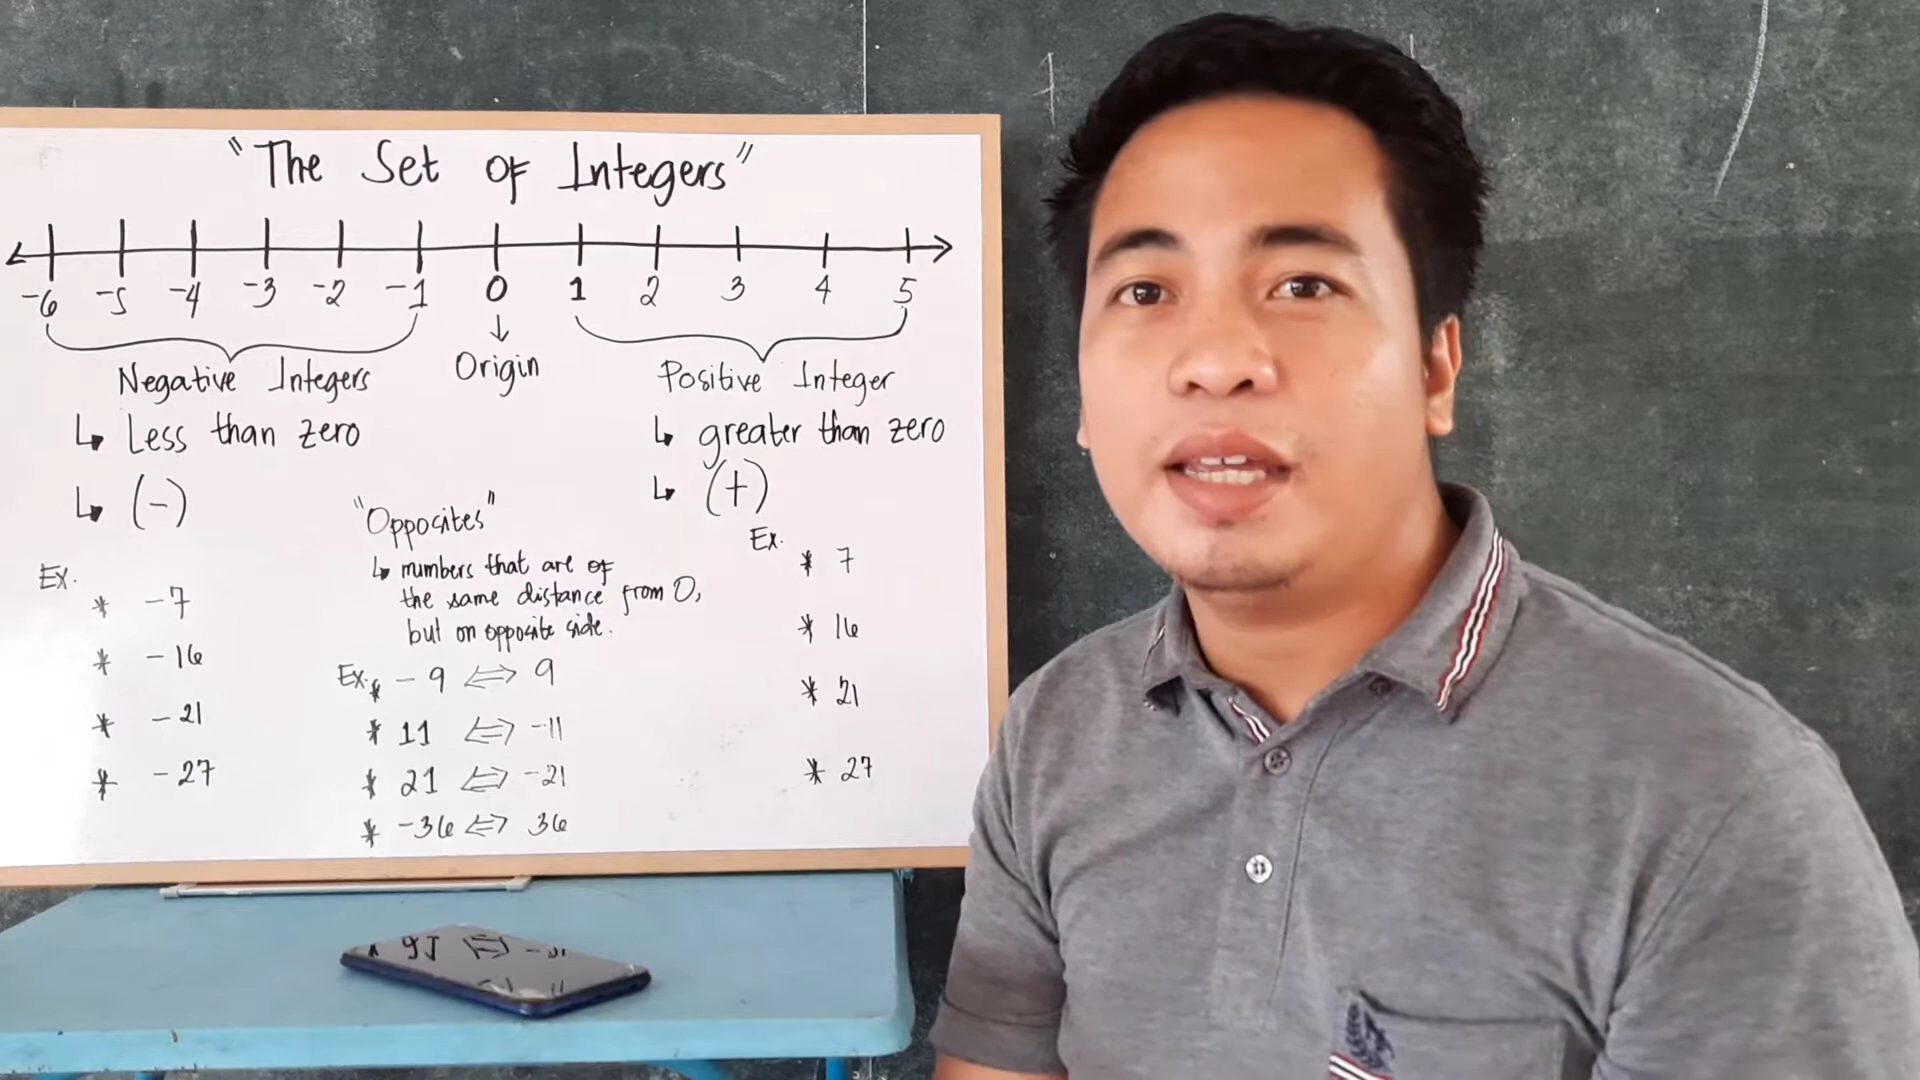 "The Set of Integers"
-6 -5 -4 -3 -2 -1 0 1 2 3 4 5
Negative Integers
↳ Less than zero
↳ (-)
Ex.
* -7
* -16
* -21
* -27
↓
Origin
"Opposites"
↳ numbers that are of
the same distance from 0,
but on opposite side.
Ex. * -9 ⇔ 9
* 11 ⇔ -11
* 21 ⇔ -21
* -36 ⇔ 36
Positive Integer
↳ greater than zero
↳ (+)
Ex.
* 7
* 16
* 21
* 27